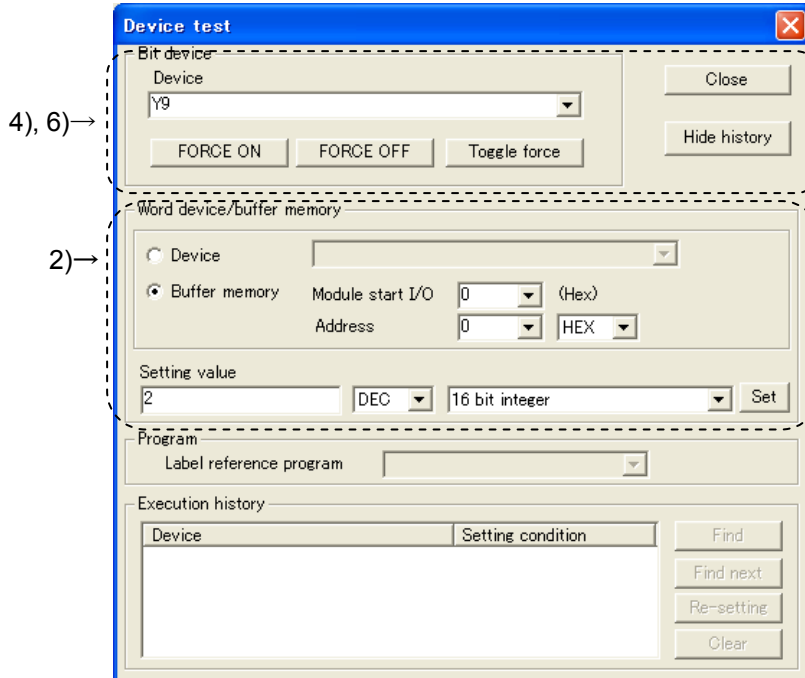 Device test
Bit device
Device
4), 6)→
Y9
Close
FORCE ON FORCE OFF Toggle force
Hide history
Word device/buffer memory
2)→
Device
Buffer memory Module start I/O 0 (Hex)
Address 0 HEX
Setting value
2 DEC 16 bit integer Set
Program
Label reference program
Execution history
Device Setting condition
Find
Find next
Re-setting
Clear